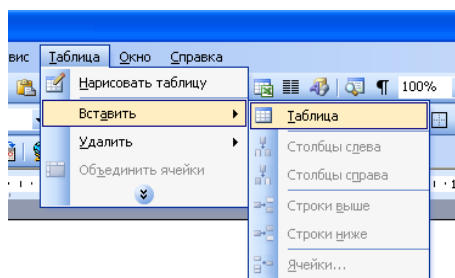 вис Таблица Окно Справка
Нарисовать таблицу
100%
Вставить
Таблица
Удалить
Столбцы слева
Объединить ячейки
Столбцы справа
Строки выше
Строки ниже
Ячейки...